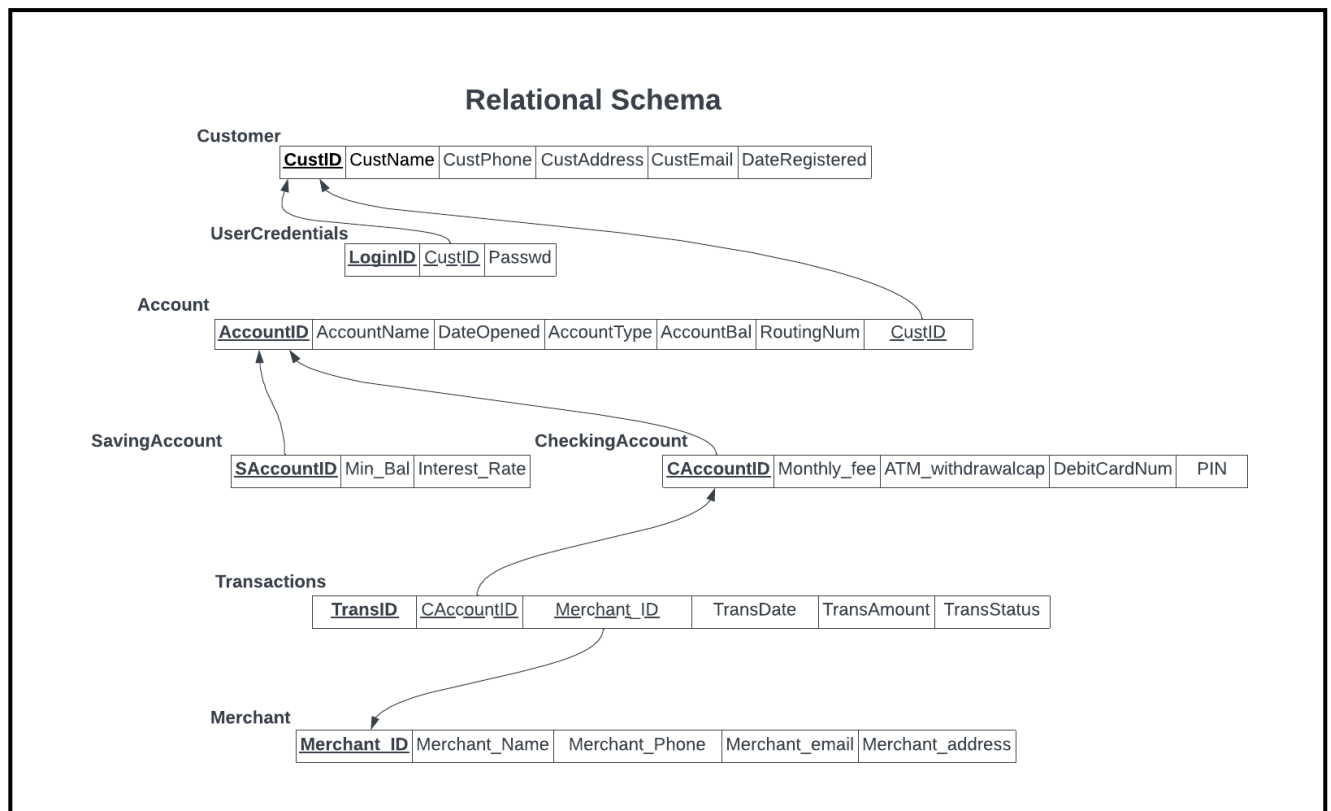 Relational Schema
Customer
CustID CustName CustPhone CustAddress CustEmail DateRegistered
UserCredentials
LoginID CustID Passwd
Account
AccountID AccountName DateOpened AccountType AccountBal RoutingNum CustID
SavingAccount
SAccountID Min_Bal Interest_Rate
CheckingAccount
CAccountID Monthly_fee ATM_withdrawalcap DebitCardNum PIN
Transactions
TransID CAccountID Merchant_ID TransDate TransAmount TransStatus
Merchant
Merchant_ID Merchant_Name Merchant_Phone Merchant_email Merchant_address